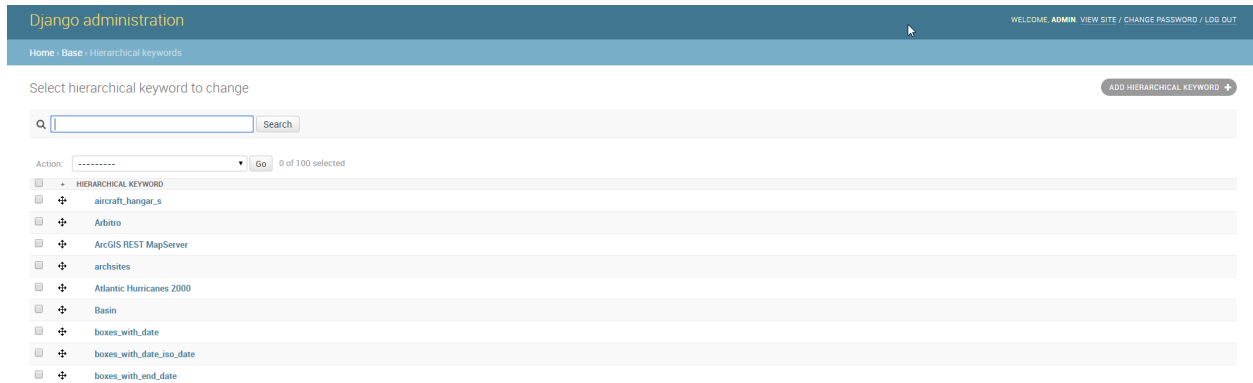 Django administration
WELCOME, ADMIN. VIEW SITE / CHANGE PASSWORD / LOG OUT
Home › Base › Hierarchical keywords
Select hierarchical keyword to change
ADD HIERARCHICAL KEYWORD +
Search
Action: --------- Go 0 of 100 selected
+ HIERARCHICAL KEYWORD
aircraft_hangar_s
Arbitro
ArcGIS REST MapServer
archsites
Atlantic Hurricanes 2000
Basin
boxes_with_date
boxes_with_date_iso_date
boxes_with_end_date